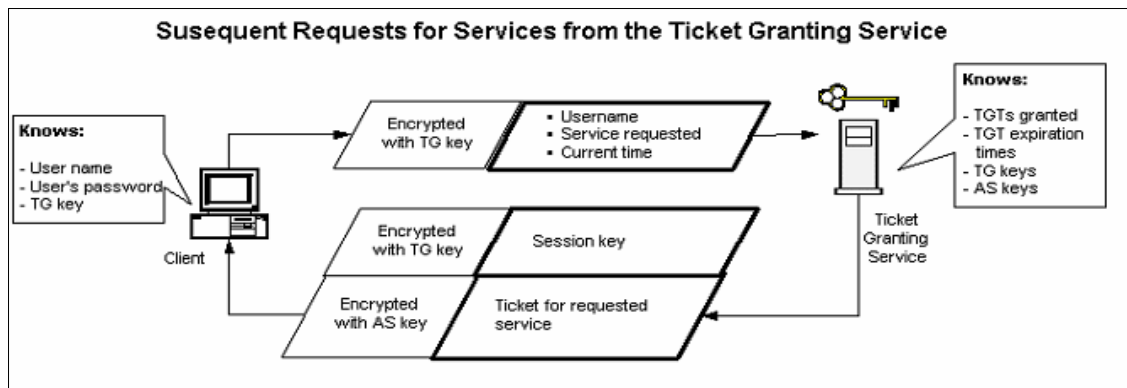 Susequent Requests for Services from the Ticket Granting Service
Knows:
- User name
- User's password
- TG key
Client
Encrypted
with TG key
▪ Username
▪ Service requested
▪ Current time
Knows:
- TGTs granted
- TGT expiration
times
- TG keys
- AS keys
Ticket
Granting
Service
Encrypted
with TG key
Session key
Encrypted
with AS key
Ticket for requested
service